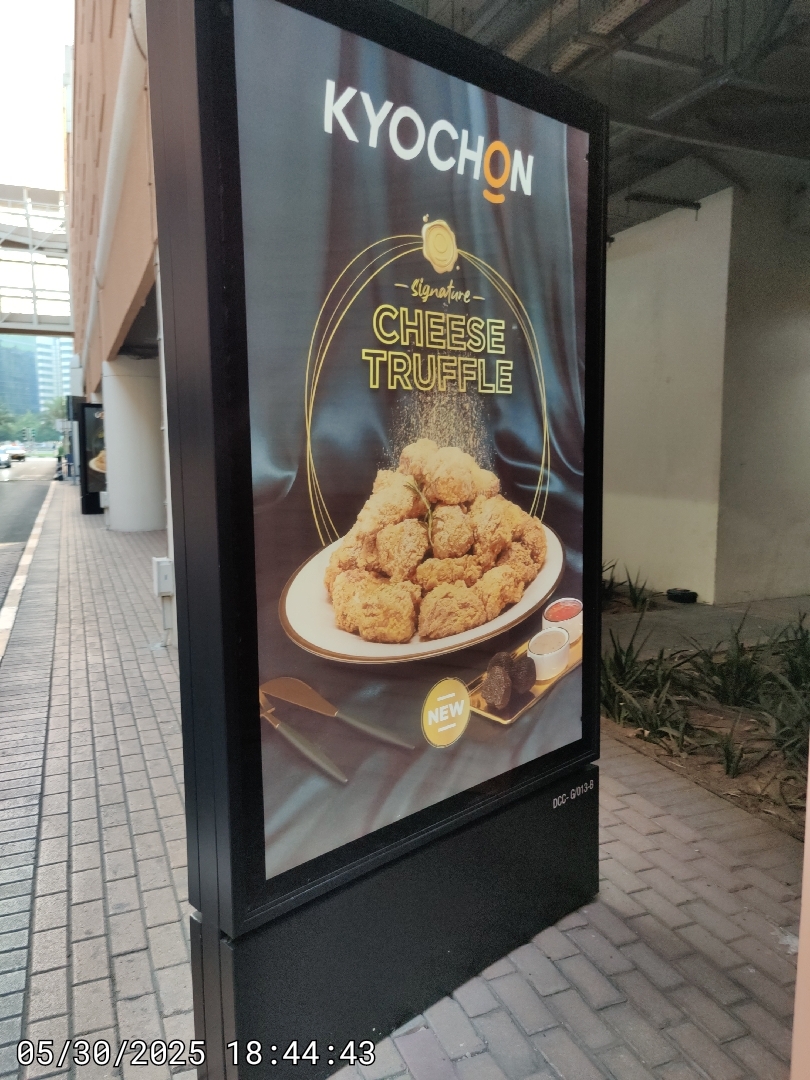 KYOCHON
signature
CHEESE
TRUFFLE
NEW
DCC- G/013-B
05/30/2025 18:44:43